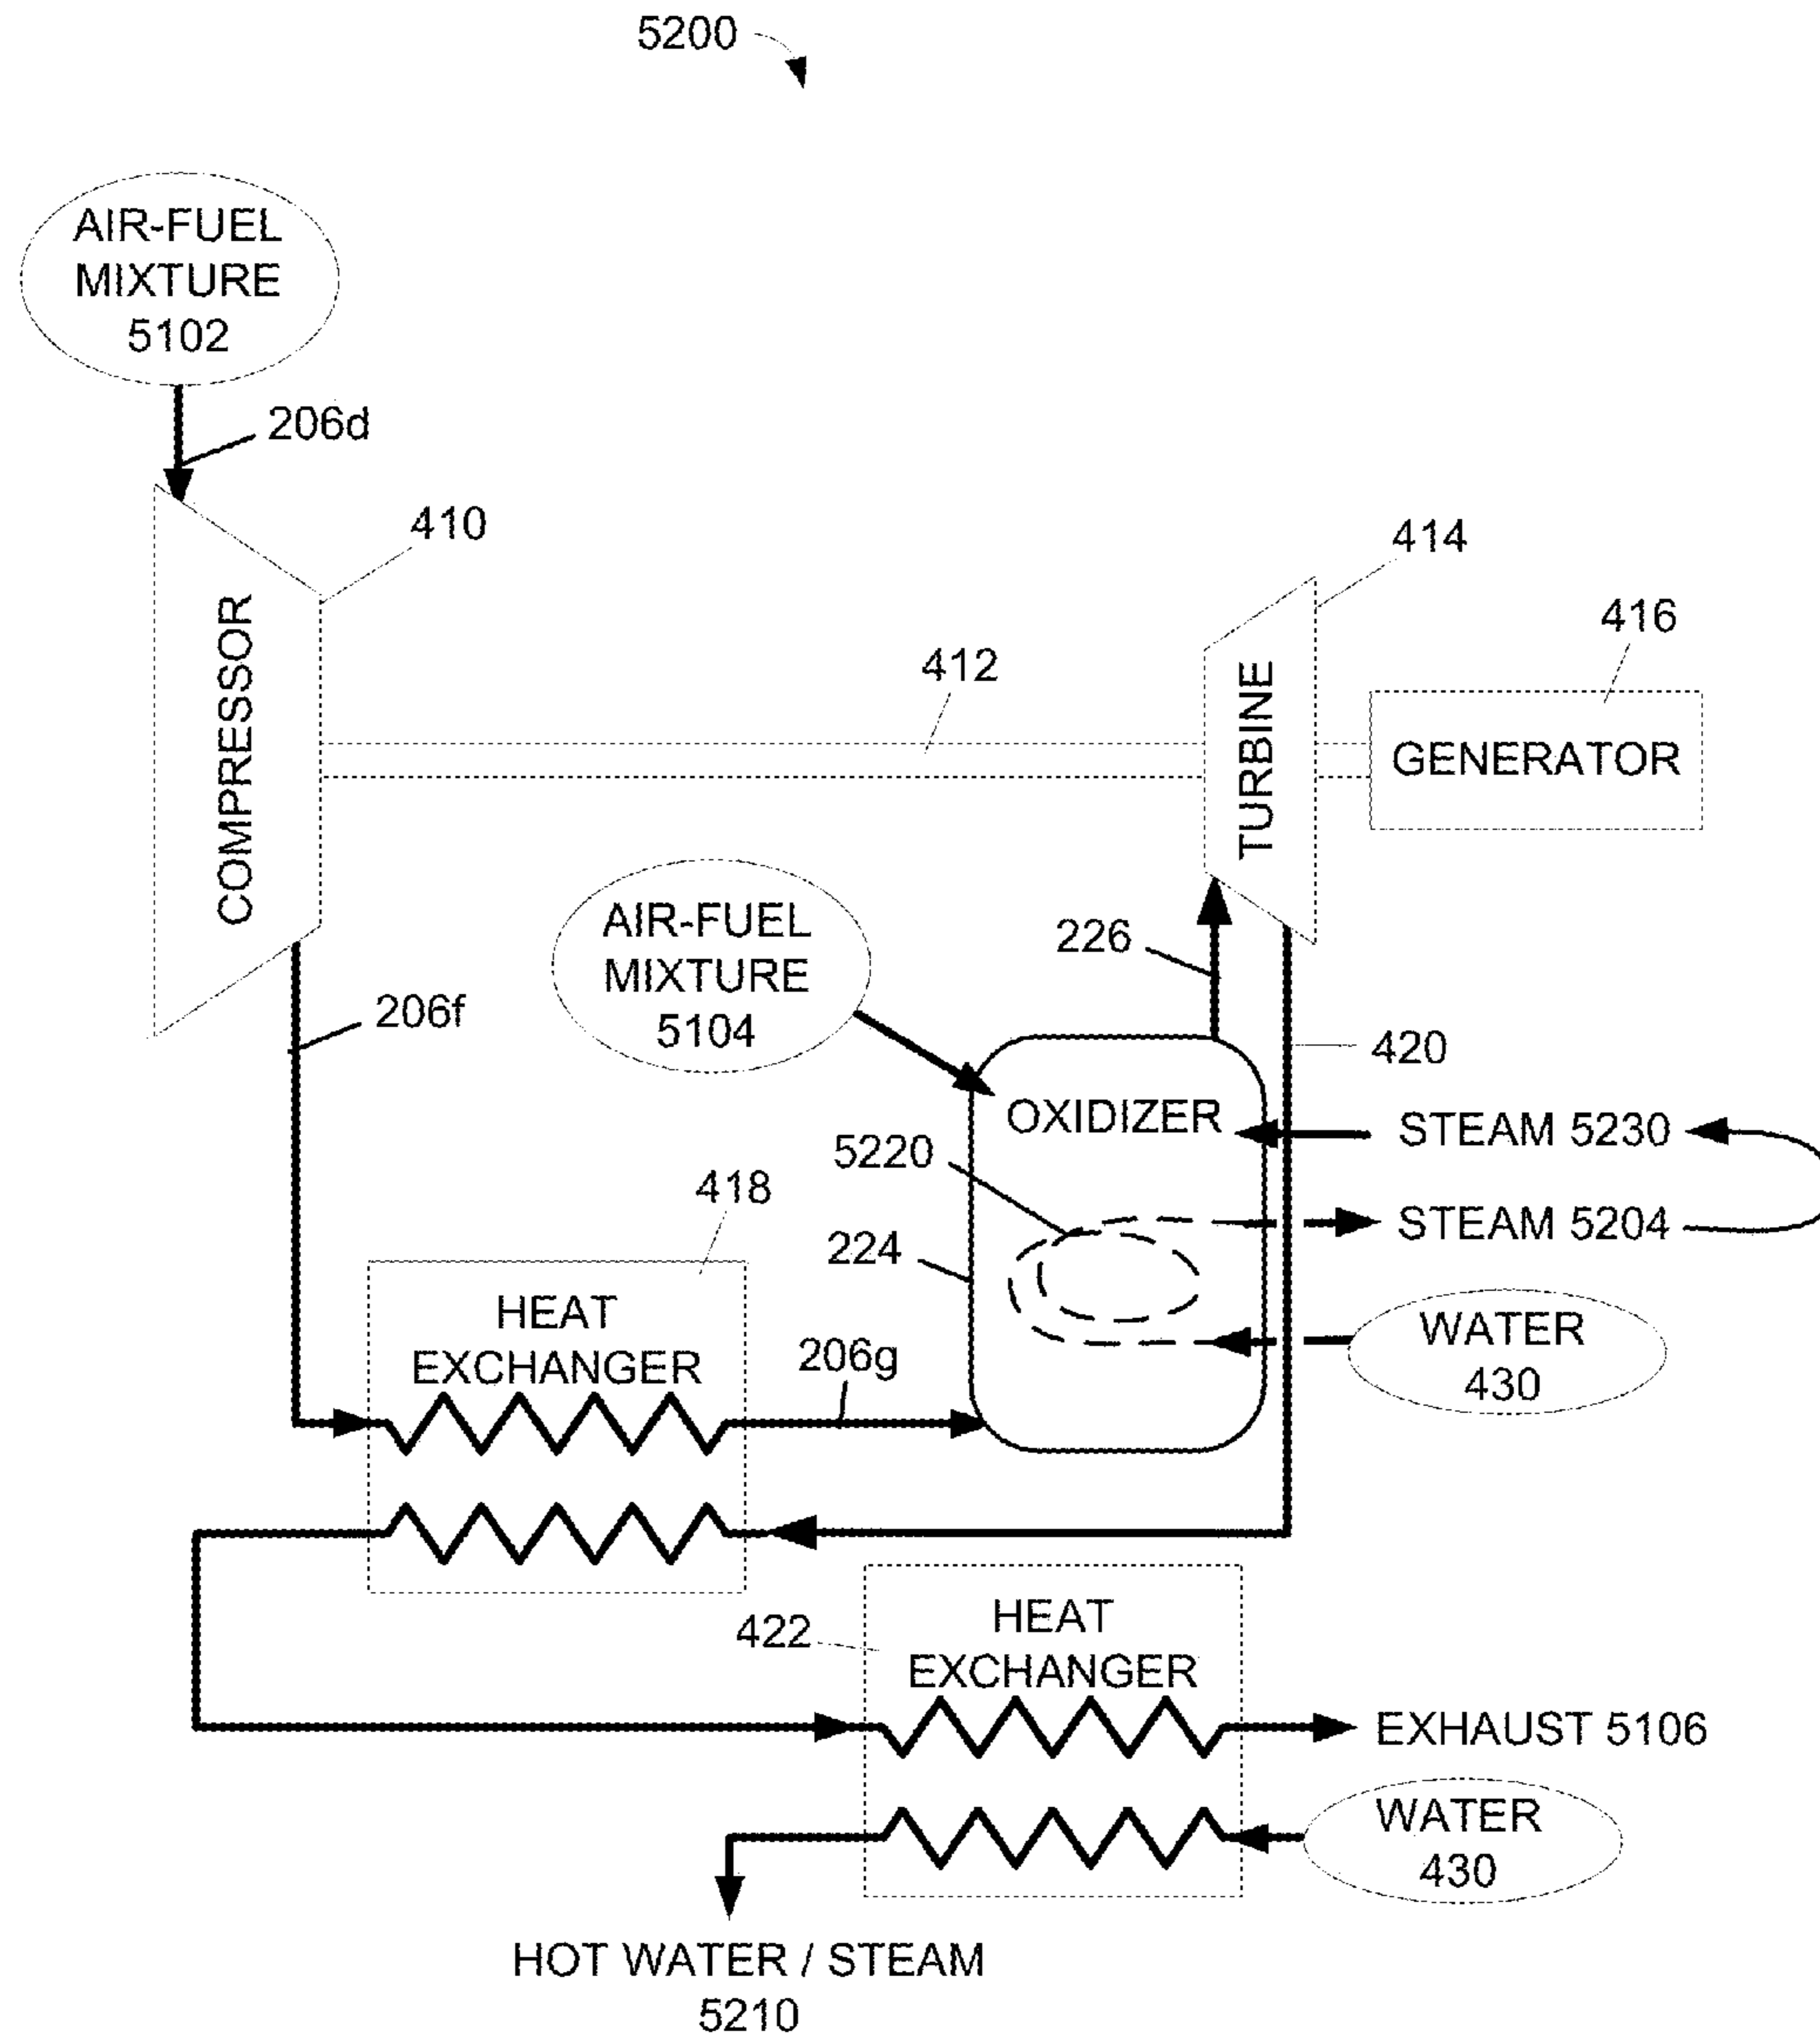 5200
AIR-FUEL
MIXTURE
5102
206d
410
COMPRESSOR
412
414
TURBINE
416
GENERATOR
AIR-FUEL
MIXTURE
5104
226
206f
420
OXIDIZER
STEAM 5230
5220
STEAM 5204
418
224
HEAT
EXCHANGER
206g
WATER
430
422
HEAT
EXCHANGER
EXHAUST 5106
WATER
430
HOT WATER / STEAM
5210